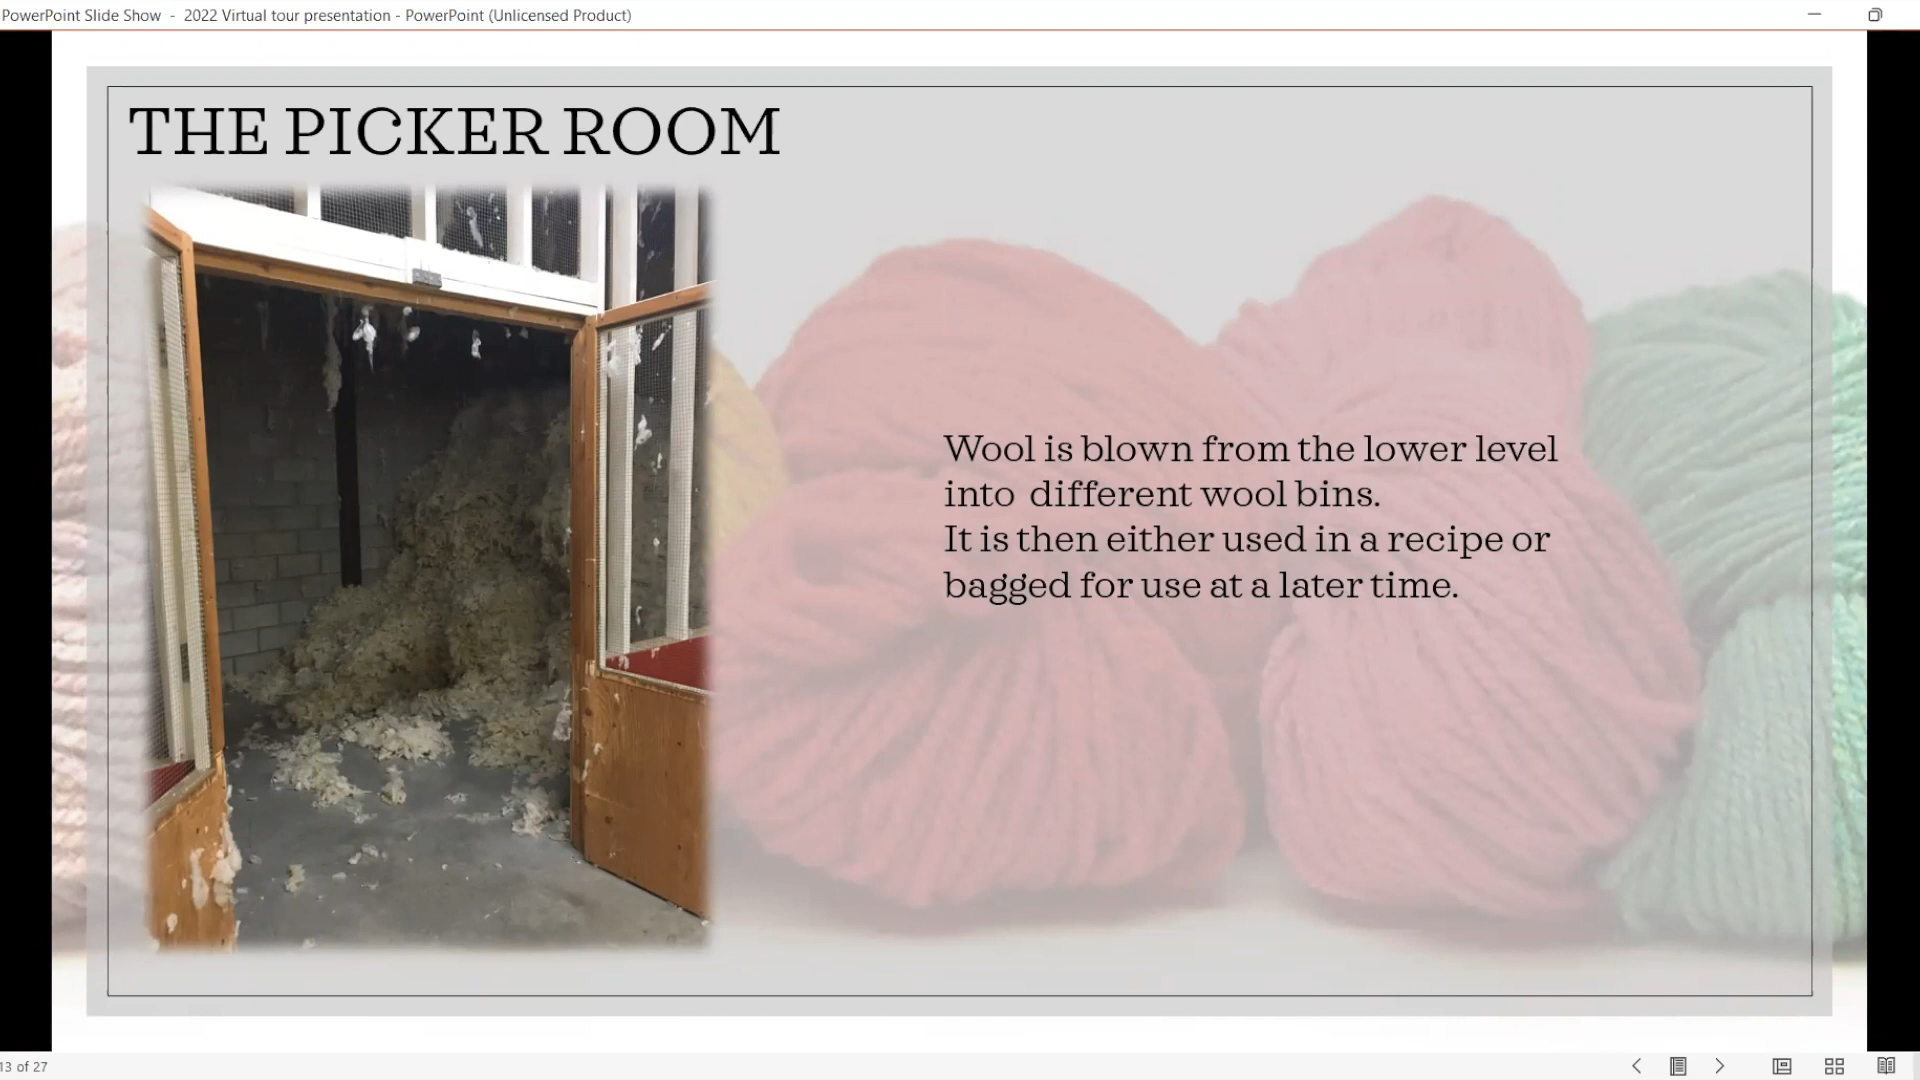 PowerPoint Slide Show - 2022 Virtual tour presentation - PowerPoint (Unlicensed Product)
THE PICKER ROOM
Wool is blown from the lower level
into different wool bins.
It is then either used in a recipe or
bagged for use at a later time.
13 of 27